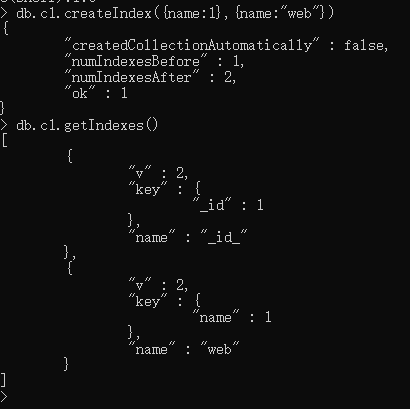 > db.c1.createIndex({name:1},{name:"web"})
{
        "createdCollectionAutomatically" : false,
        "numIndexesBefore" : 1,
        "numIndexesAfter" : 2,
        "ok" : 1
}
> db.c1.getIndexes()
[
        {
                "v" : 2,
                "key" : {
                        "_id" : 1
                },
                "name" : "_id_"
        },
        {
                "v" : 2,
                "key" : {
                        "name" : 1
                },
                "name" : "web"
        }
]
>